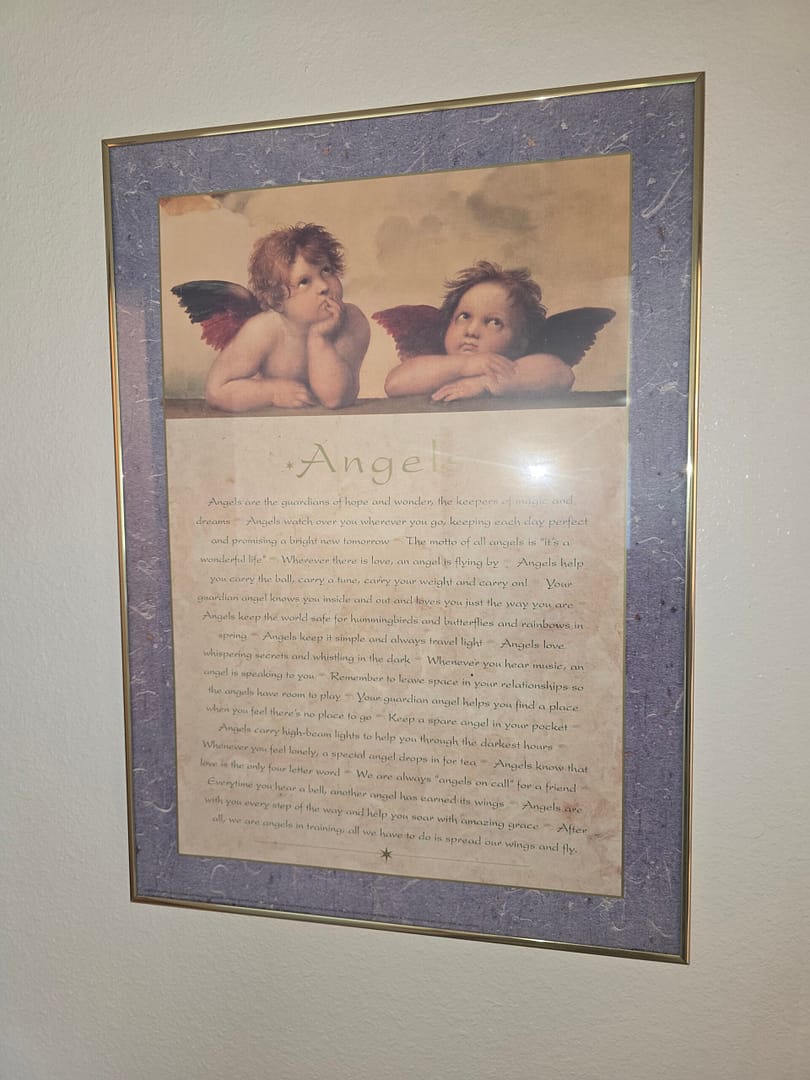 Angels
Angels are the guardians of hope and wonder, the keepers of magic and
dreams ~ Angels watch over you wherever you go, keeping each day perfect
and promising a bright new tomorrow ~ The motto of all angels is "it's a
wonderful life" ~ Wherever there is love, an angel is flying by ~ Angels help
you carry the ball, carry a tune, carry your weight and carry on! ~ Your
guardian angel knows you inside and out and loves you just the way you are ~
Angels keep the world safe for hummingbirds and butterflies and rainbows in
spring ~ Angels keep it simple and always travel light ~ Angels love
whispering secrets and whistling in the dark ~ Whenever you hear music, an
angel is speaking to you ~ Remember to leave space in your relationships so
the angels have room to play ~ Your guardian angel helps you find a place
when you feel there's no place to go ~ Keep a spare angel in your pocket ~
Angels carry high-beam lights to help you through the darkest hours ~
Whenever you feel lonely, a special angel drops in for tea ~ Angels know that
love is the only four letter word ~ We are always "angels on call" for a friend ~
Everytime you hear a bell, another angel has earned its wings ~ Angels are
with you every step of the way and help you soar with amazing grace ~ After
all, we are angels in training; all we have to do is spread our wings and fly.